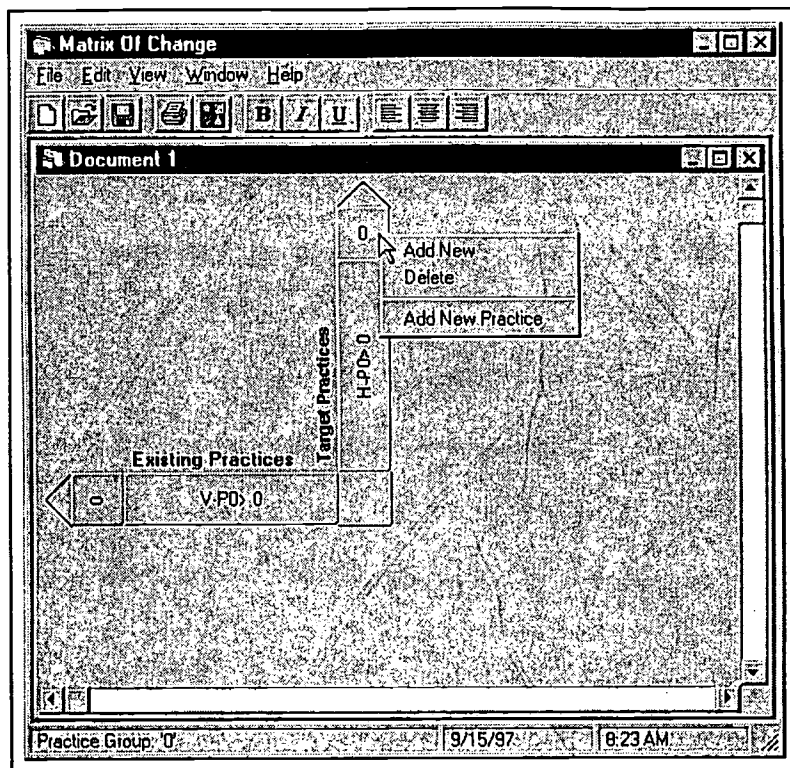 Matrix Of Change
File Edit View Window Help
B I U
Document 1
0
Add New
Delete
Add New Practice
Target Practices
H-P0> 0
Existing Practices
0
V-P0> 0
Practice Group: '0'
9/15/97
8:23 AM